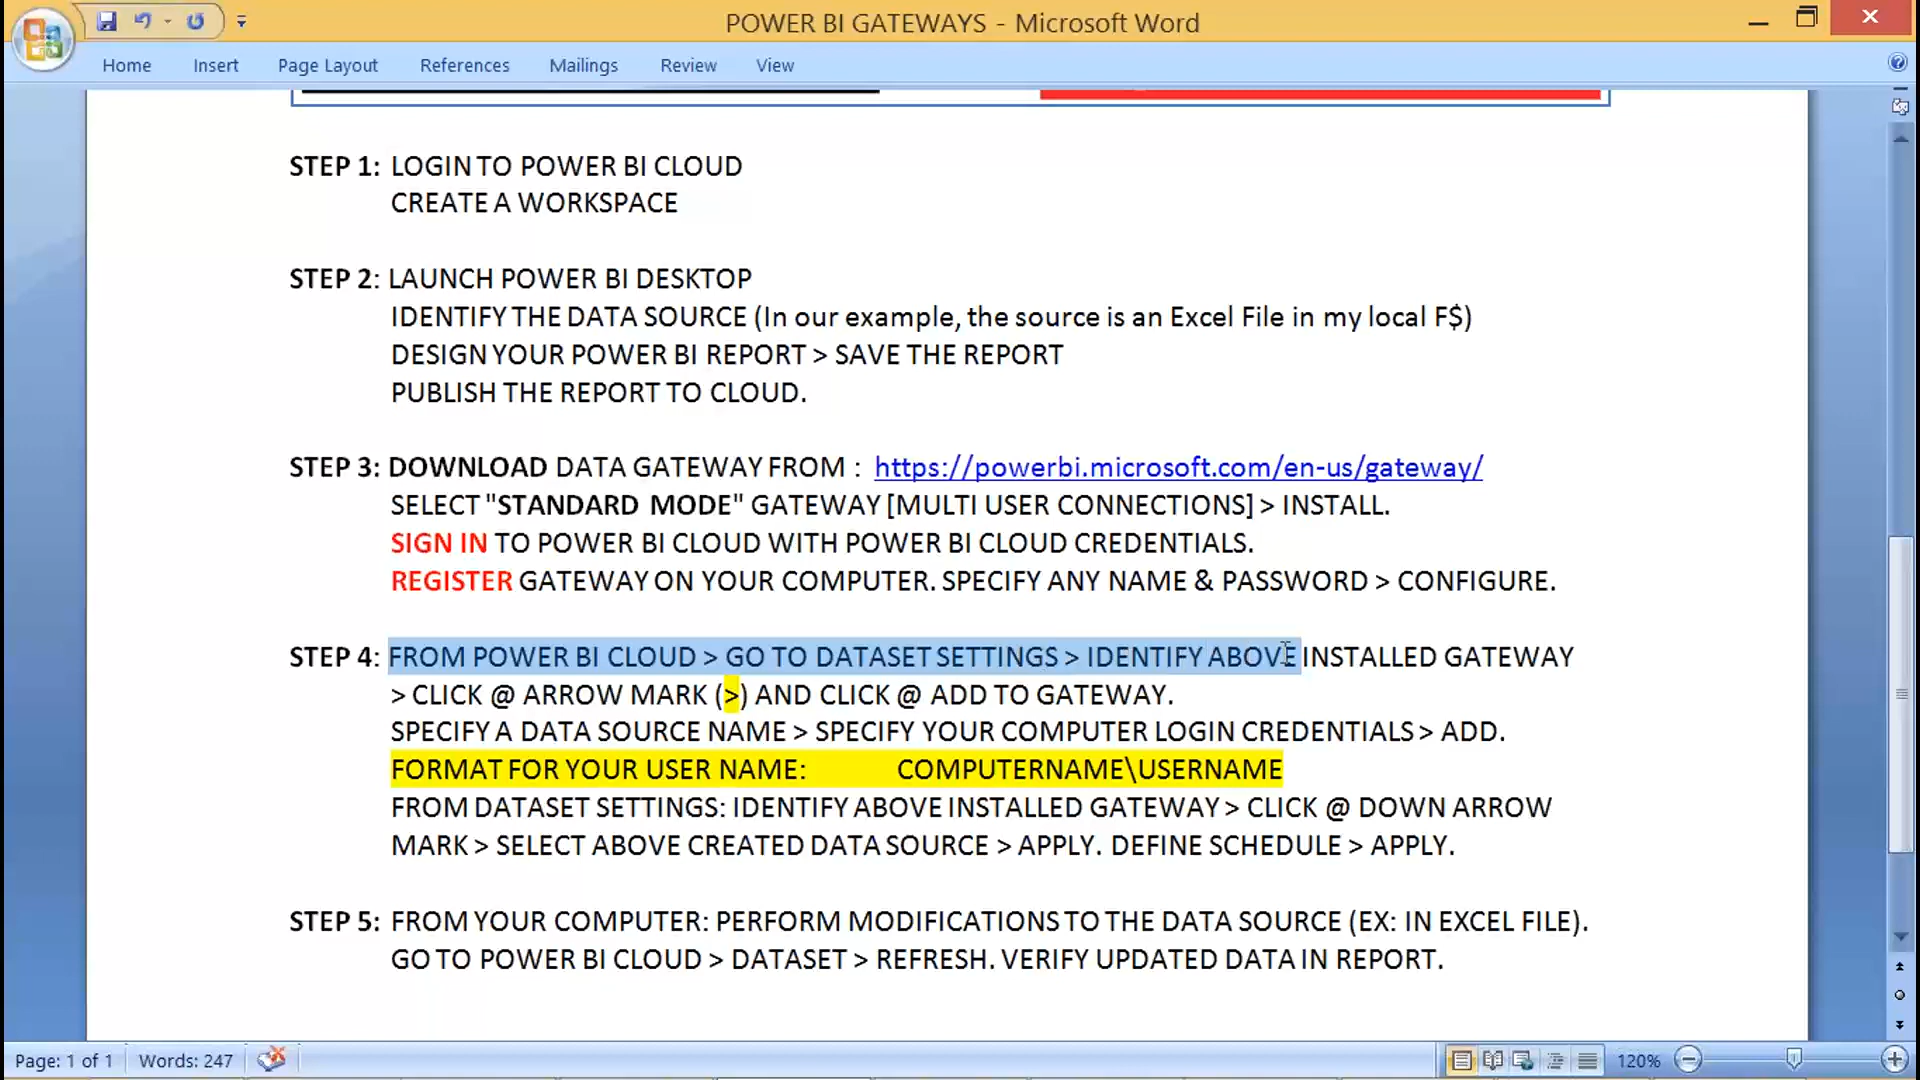 POWER BI GATEWAYS - Microsoft Word
Home Insert Page Layout References Mailings Review View
STEP 1: LOGIN TO POWER BI CLOUD
CREATE A WORKSPACE
STEP 2: LAUNCH POWER BI DESKTOP
IDENTIFY THE DATA SOURCE (In our example, the source is an Excel File in my local F$)
DESIGN YOUR POWER BI REPORT > SAVE THE REPORT
PUBLISH THE REPORT TO CLOUD.
STEP 3: DOWNLOAD DATA GATEWAY FROM : https://powerbi.microsoft.com/en-us/gateway/
SELECT "STANDARD MODE" GATEWAY [MULTI USER CONNECTIONS] > INSTALL.
SIGN IN TO POWER BI CLOUD WITH POWER BI CLOUD CREDENTIALS.
REGISTER GATEWAY ON YOUR COMPUTER. SPECIFY ANY NAME & PASSWORD > CONFIGURE.
STEP 4: FROM POWER BI CLOUD > GO TO DATASET SETTINGS > IDENTIFY ABOVE INSTALLED GATEWAY
> CLICK @ ARROW MARK (>) AND CLICK @ ADD TO GATEWAY.
SPECIFY A DATA SOURCE NAME > SPECIFY YOUR COMPUTER LOGIN CREDENTIALS > ADD.
FORMAT FOR YOUR USER NAME: COMPUTERNAME\USERNAME
FROM DATASET SETTINGS: IDENTIFY ABOVE INSTALLED GATEWAY > CLICK @ DOWN ARROW
MARK > SELECT ABOVE CREATED DATA SOURCE > APPLY. DEFINE SCHEDULE > APPLY.
STEP 5: FROM YOUR COMPUTER: PERFORM MODIFICATIONS TO THE DATA SOURCE (EX: IN EXCEL FILE).
GO TO POWER BI CLOUD > DATASET > REFRESH. VERIFY UPDATED DATA IN REPORT.
Page: 1 of 1 Words: 247 120%